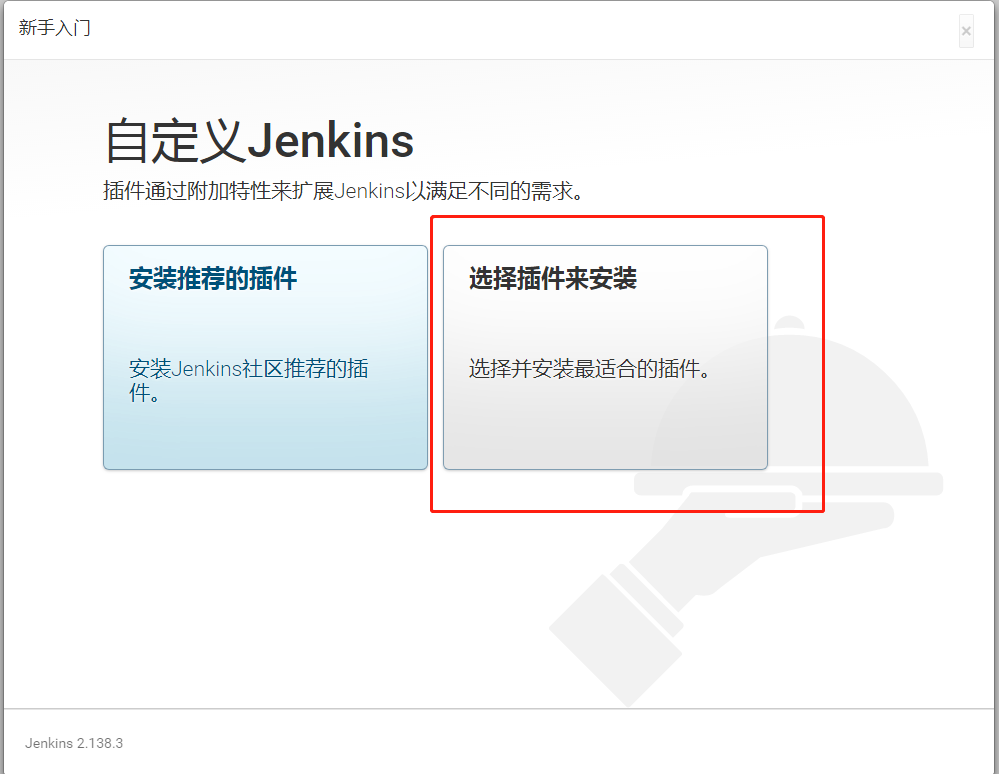 新手入门
×
自定义Jenkins
插件通过附加特性来扩展Jenkins以满足不同的需求。
安装推荐的插件
安装Jenkins社区推荐的插
件。
选择插件来安装
选择并安装最适合的插件。
Jenkins 2.138.3